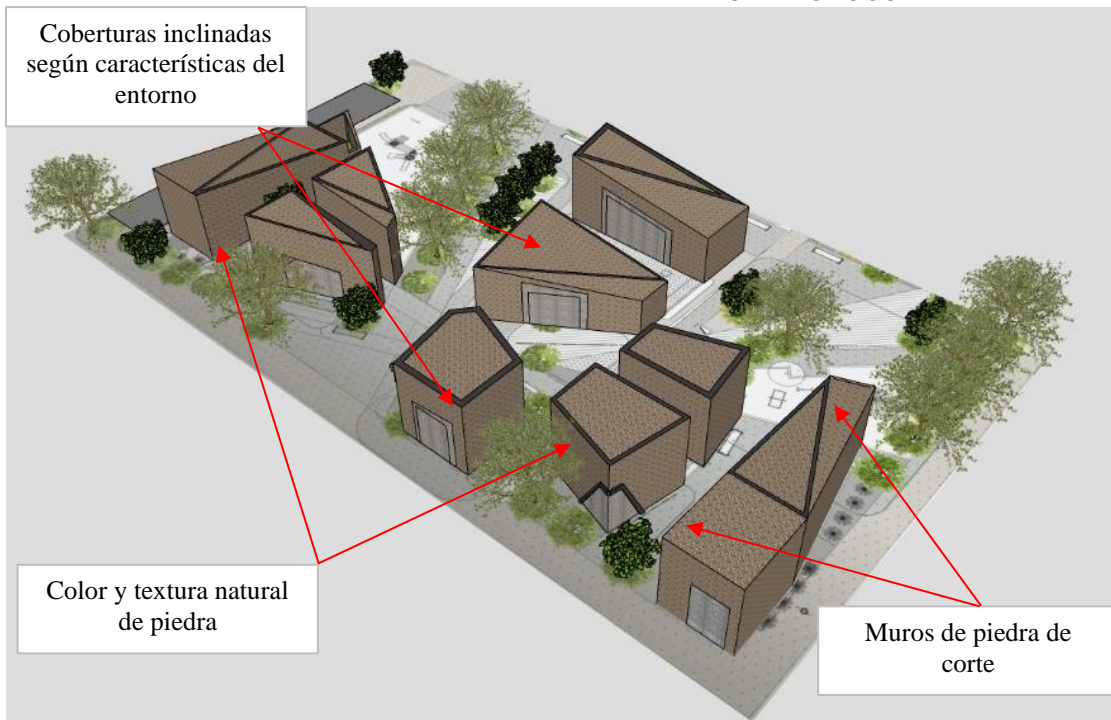 Coberturas inclinadas
según características del
entorno
Color y textura natural
de piedra
Muros de piedra de
corte